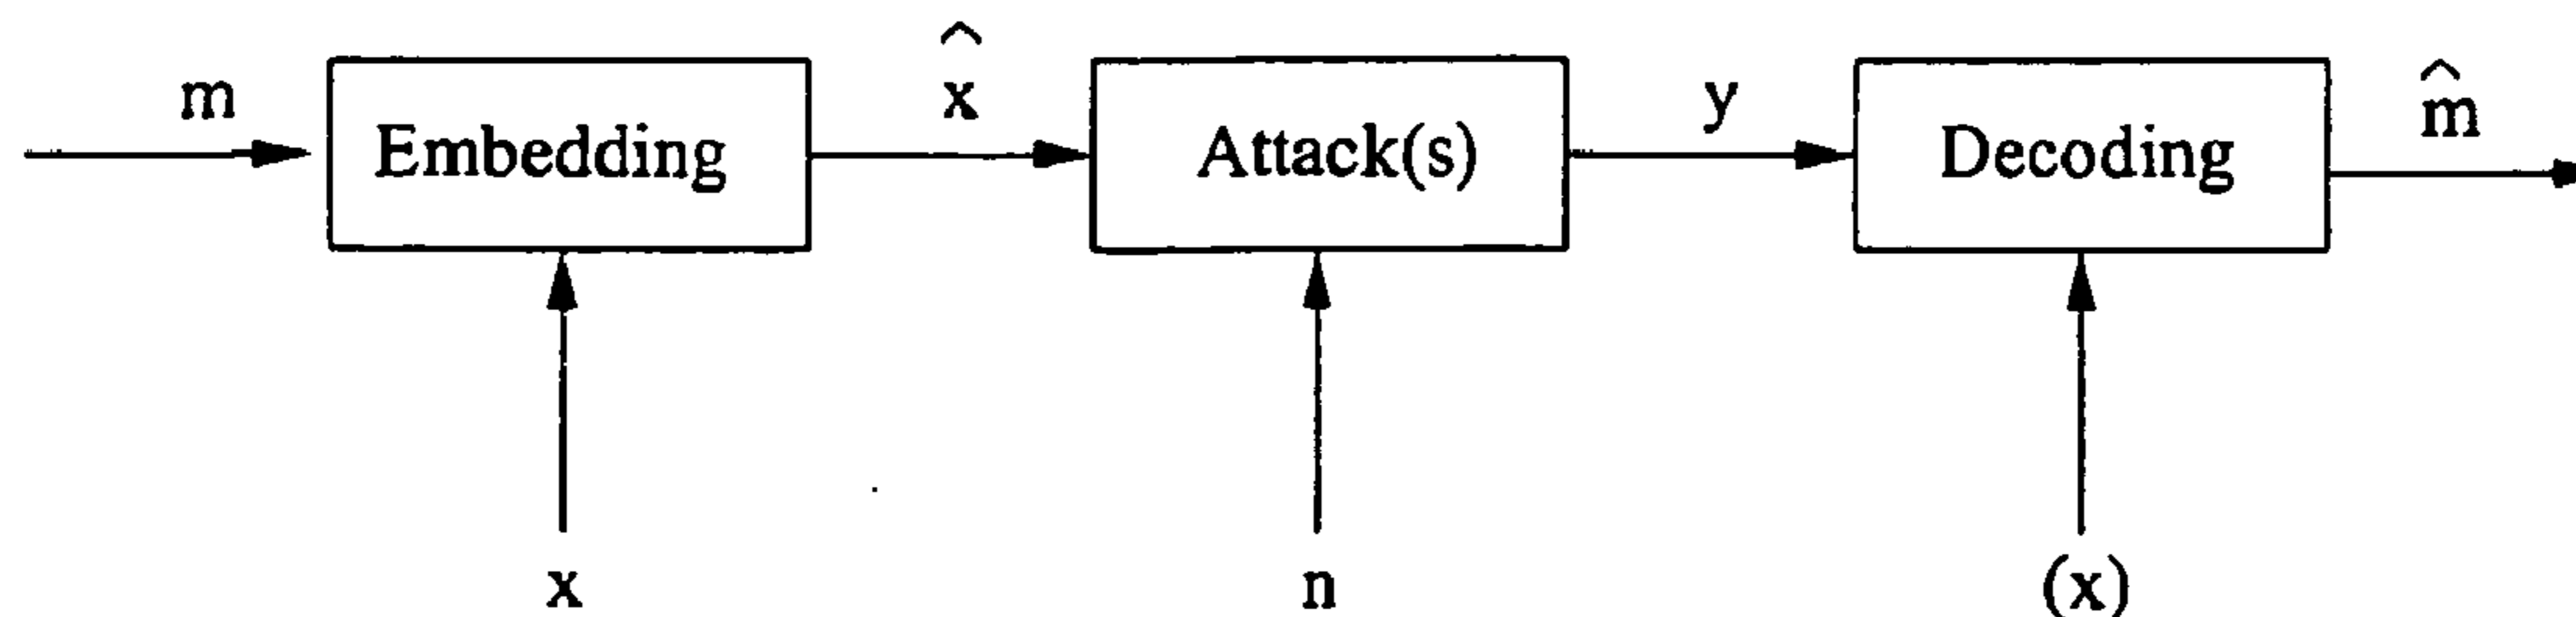 m Embedding x̂ Attack(s) y Decoding m̂
x n (x)